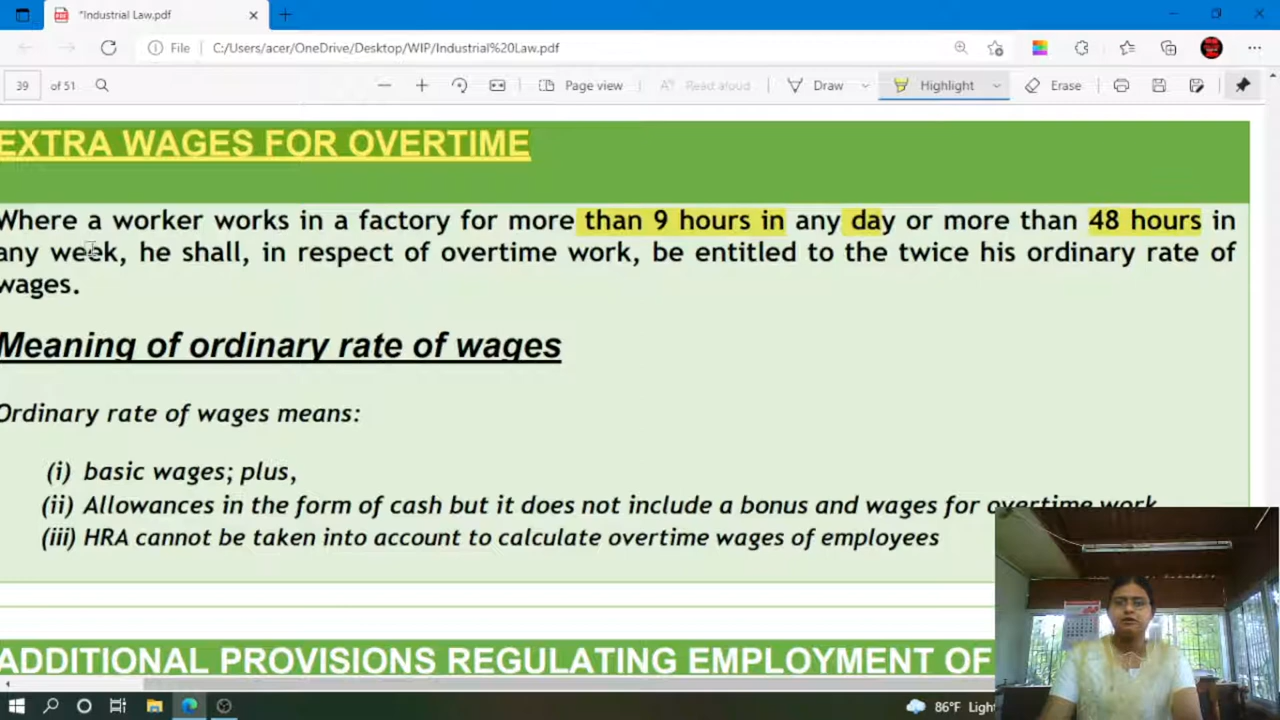 *Industrial Law.pdf
File
C:/Users/acer/OneDrive/Desktop/WIP/Industrial%20Law.pdf
39 of 51
Page view
Read aloud
Draw
Highlight
Erase
EXTRA WAGES FOR OVERTIME
Where a worker works in a factory for more than 9 hours in any day or more than 48 hours in
any week, he shall, in respect of overtime work, be entitled to the twice his ordinary rate of
wages.
Meaning of ordinary rate of wages
Ordinary rate of wages means:
(i) basic wages; plus,
(ii) Allowances in the form of cash but it does not include a bonus and wages for overtime work
(iii) HRA cannot be taken into account to calculate overtime wages of employees
ADDITIONAL PROVISIONS REGULATING EMPLOYMENT OF
86°F Light